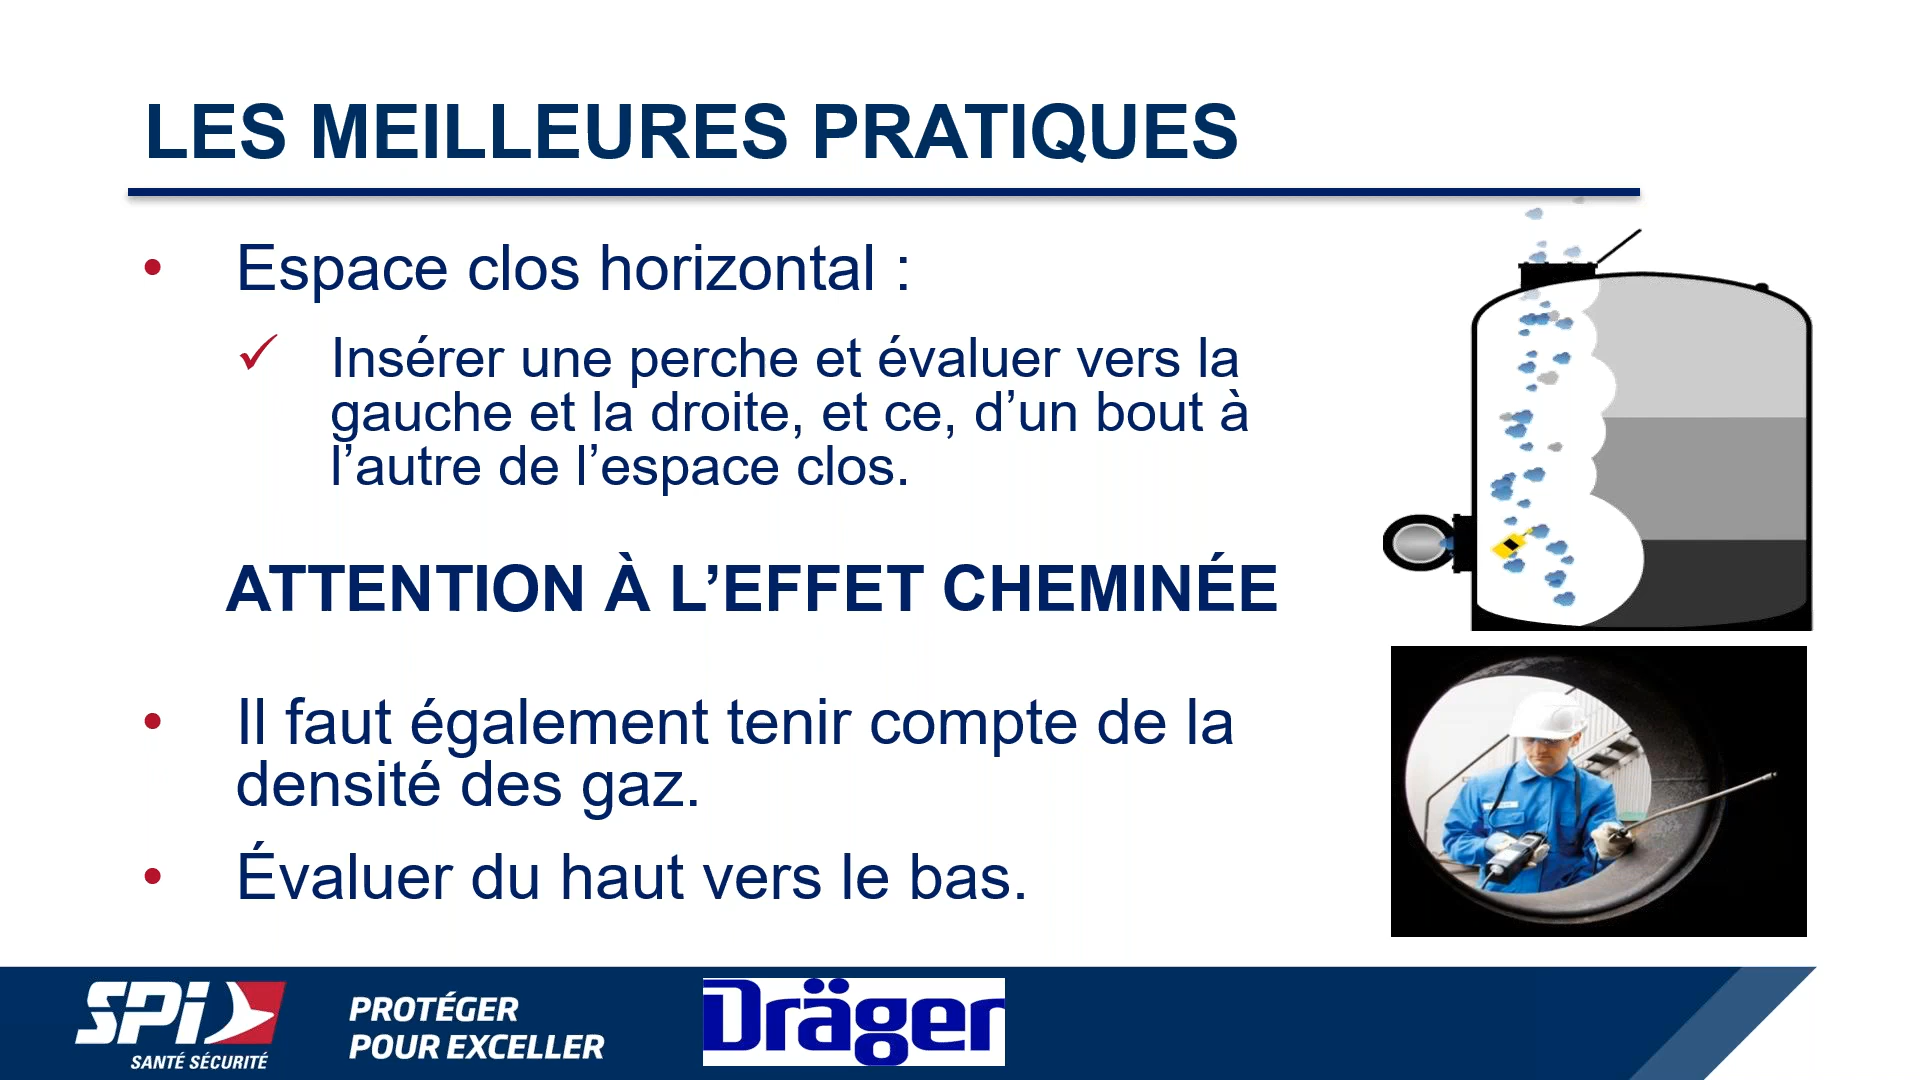 LES MEILLEURES PRATIQUES
• Espace clos horizontal :
✓ Insérer une perche et évaluer vers la
gauche et la droite, et ce, d’un bout à
l’autre de l’espace clos.
ATTENTION À L’EFFET CHEMINÉE
• Il faut également tenir compte de la
densité des gaz.
• Évaluer du haut vers le bas.
SPi
SANTÉ SÉCURITÉ
PROTÉGER
POUR EXCELLER
Dräger